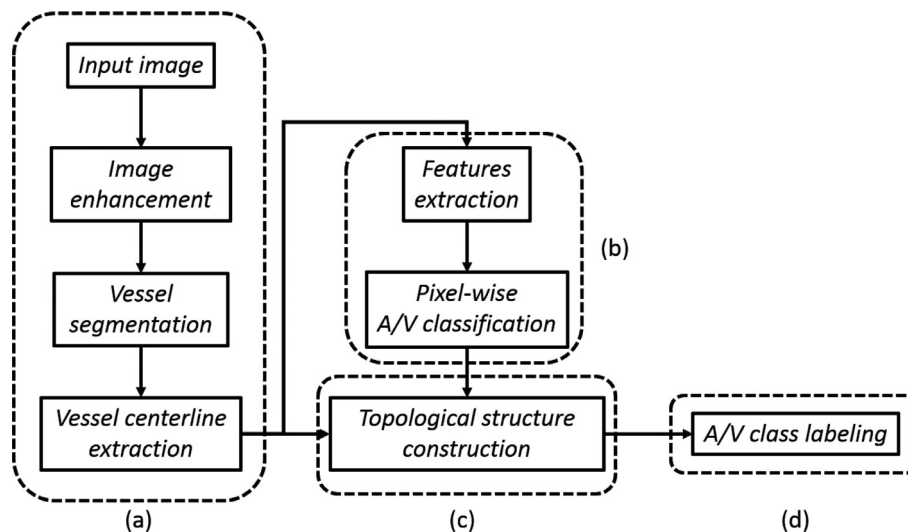 Input image
Image
enhancement
Vessel
segmentation
Vessel centerline
extraction
(a)
Features
extraction
Pixel-wise
A/V classification
(b)
Topological structure
construction
(c)
A/V class labeling
(d)